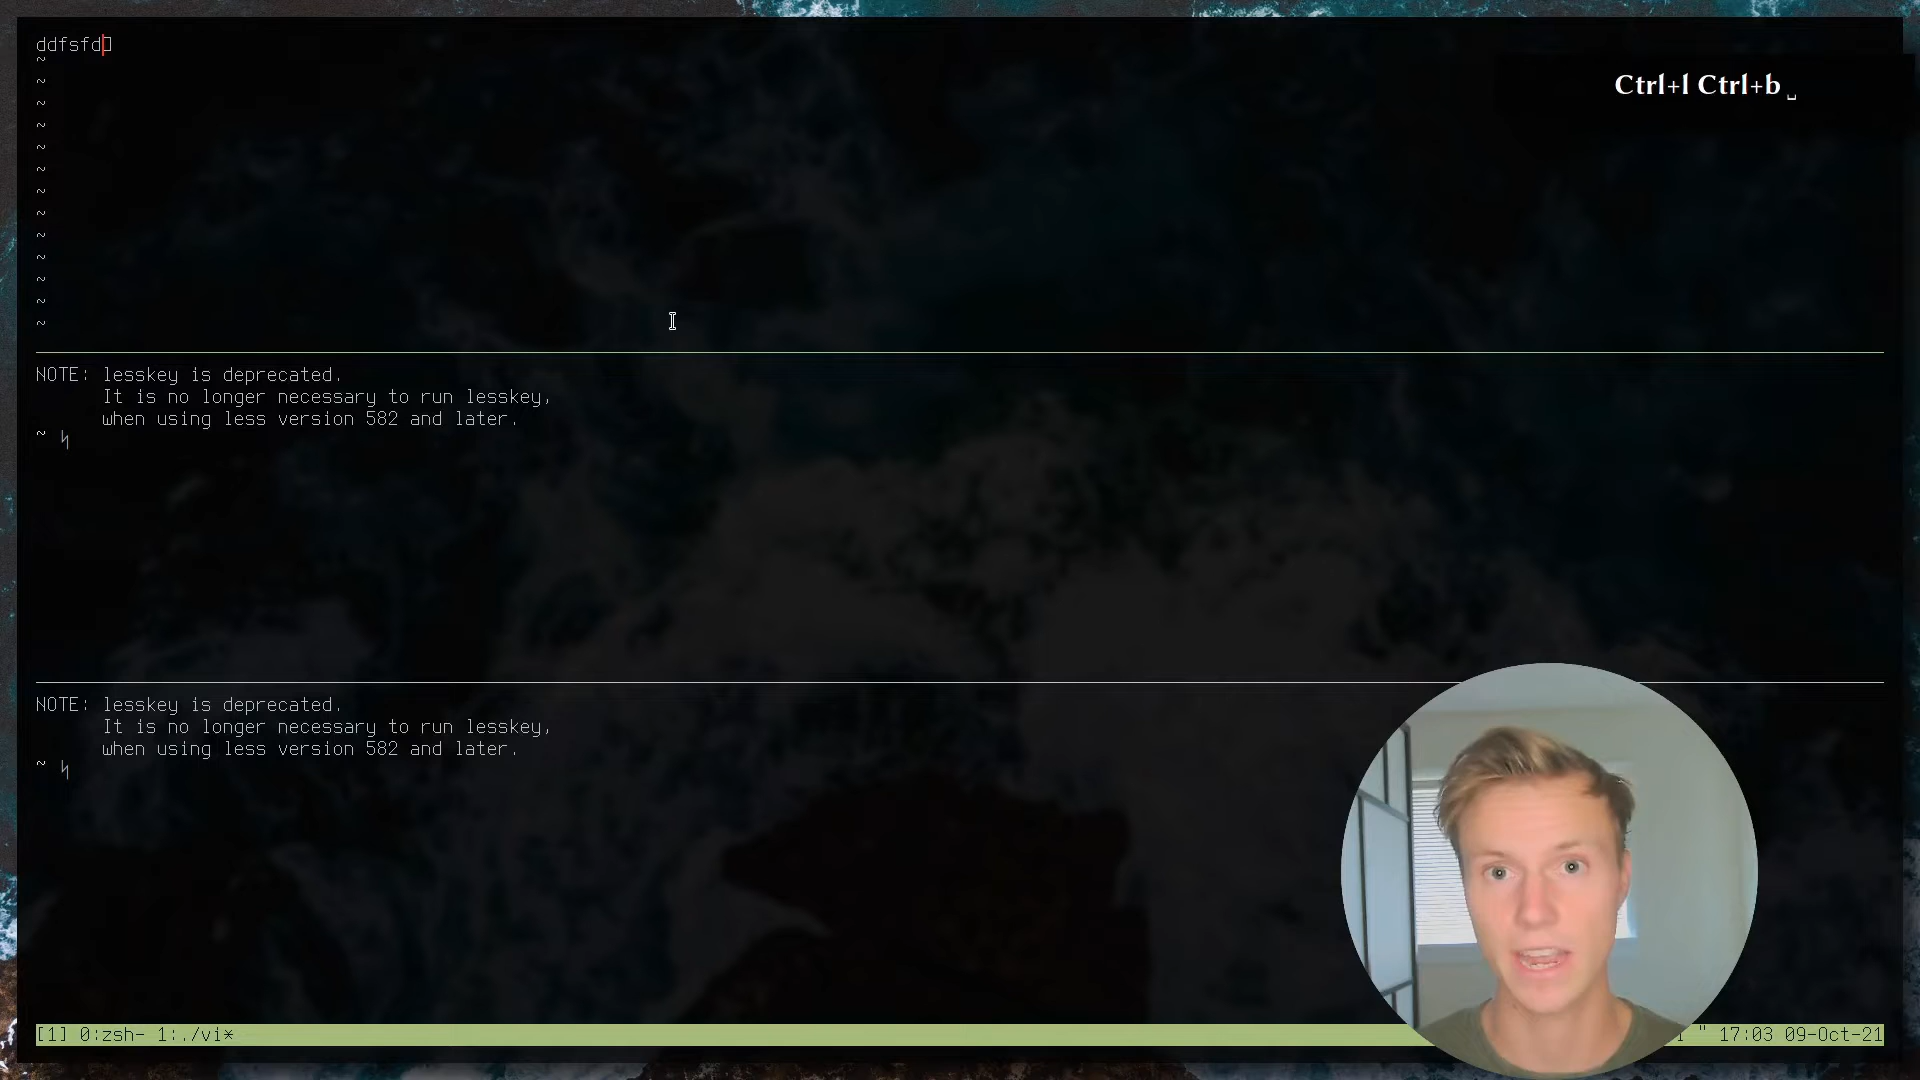 ddfsfd
~
~
~
~
~
~
~
~
~
~
~
~
~
Ctrl+l Ctrl+b ␣
NOTE: lesskey is deprecated.
It is no longer necessary to run lesskey,
when using less version 582 and later.
~
NOTE: lesskey is deprecated.
It is no longer necessary to run lesskey,
when using less version 582 and later.
~
[1] 0:zsh- 1:./vi* " 17:03 09-Oct-21